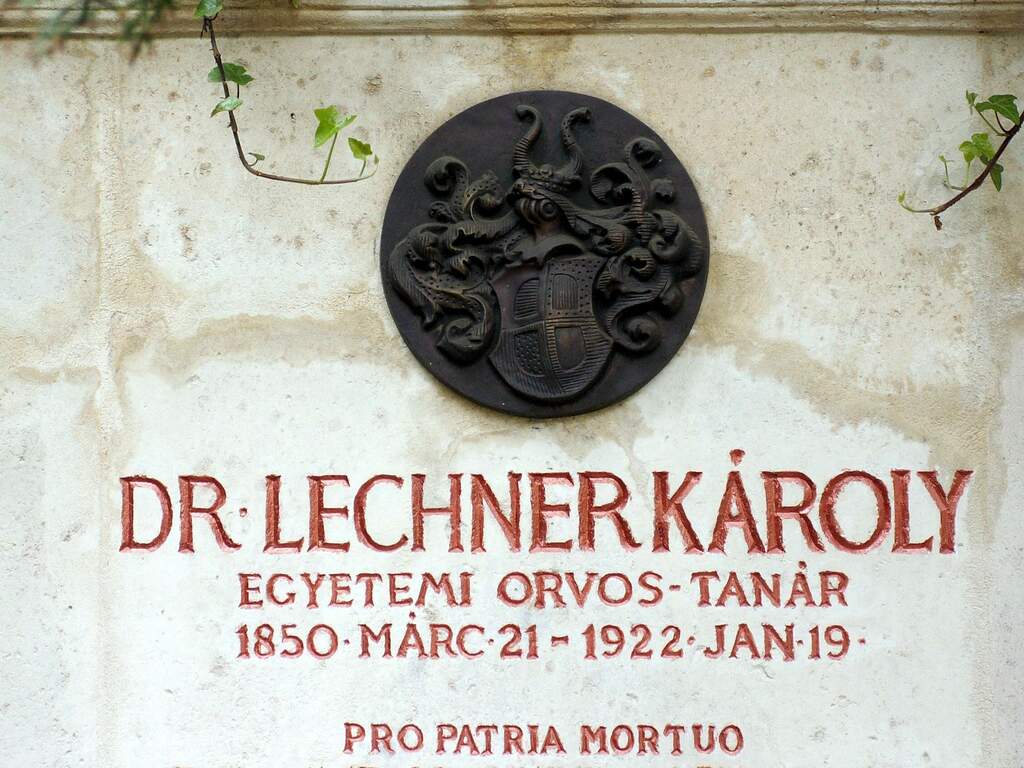 DR. LECHNER KÁROLY
EGYETEMI ORVOS-TANÁR
1850·MÁRC·21-1922·JAN·19·
PRO PATRIA MORTUO